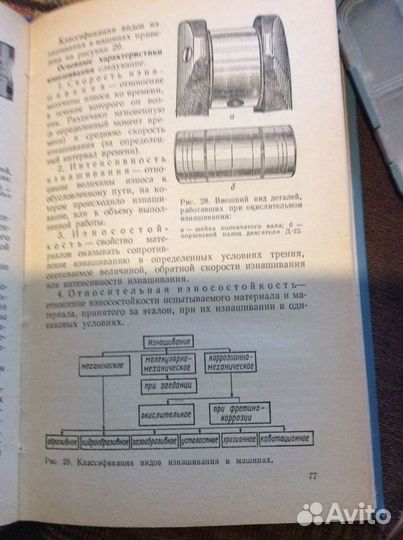 Классификация видов из-
нашивания в машинах приве-
дена на рисунке 29.
Основные характеристики
изнашивания следующие.
1. Скорость изна-
шивания — отношение
величины износа ко времени,
в течение которого он воз-
ник. Различают мгновенную
(в определенный момент вре-
мени) и среднюю скорость
изнашивания (за определен-
ный интервал времени).
2. Интенсивность
изнашивания — отно-
шение величины износа к
обусловленному пути, на ко-
тором происходило изнаши-
вание, или к объему выпол-
ненной работы.
3. Износостой-
кость — свойство мате-
риалов оказывать сопротив-
ление изнашиванию в определенных условиях трения,
оцениваемое величиной, обратной скорости изнашивания
или интенсивности изнашивания.
4. Относительная износостойкость —
отношение износостойкости испытываемого материала и ма-
териала, принятого за эталон, при их изнашивании в оди-
наковых условиях.
а
б
Рис. 28. Внешний вид деталей,
работавших при окислительном
изнашивании:
а — шейка коленчатого вала; б —
поршневой палец двигателя Д-25.
Изнашивание
механическое
молекулярно-
механическое
коррозионно-
механическое
при заедании
окислительное
при фретинг-
коррозии
абразивное
гидроабразивное
газоабразивное
усталостное
эрозионное
кавитационное
Рис. 29. Классификация видов изнашивания в машинах.
77
Avito